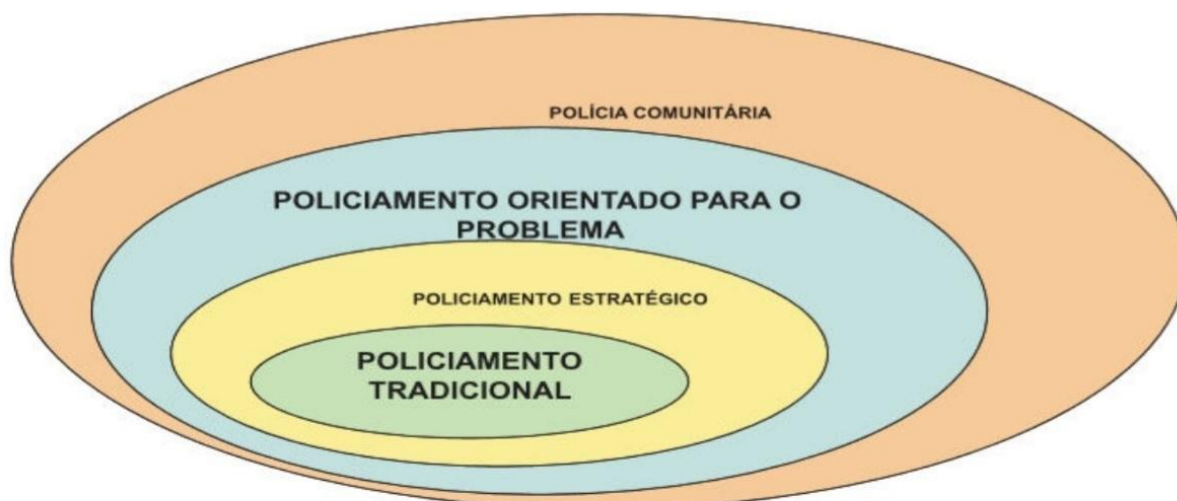 POLÍCIA COMUNITÁRIA
POLICIAMENTO ORIENTADO PARA O
PROBLEMA
POLICIAMENTO ESTRATÉGICO
POLICIAMENTO
TRADICIONAL